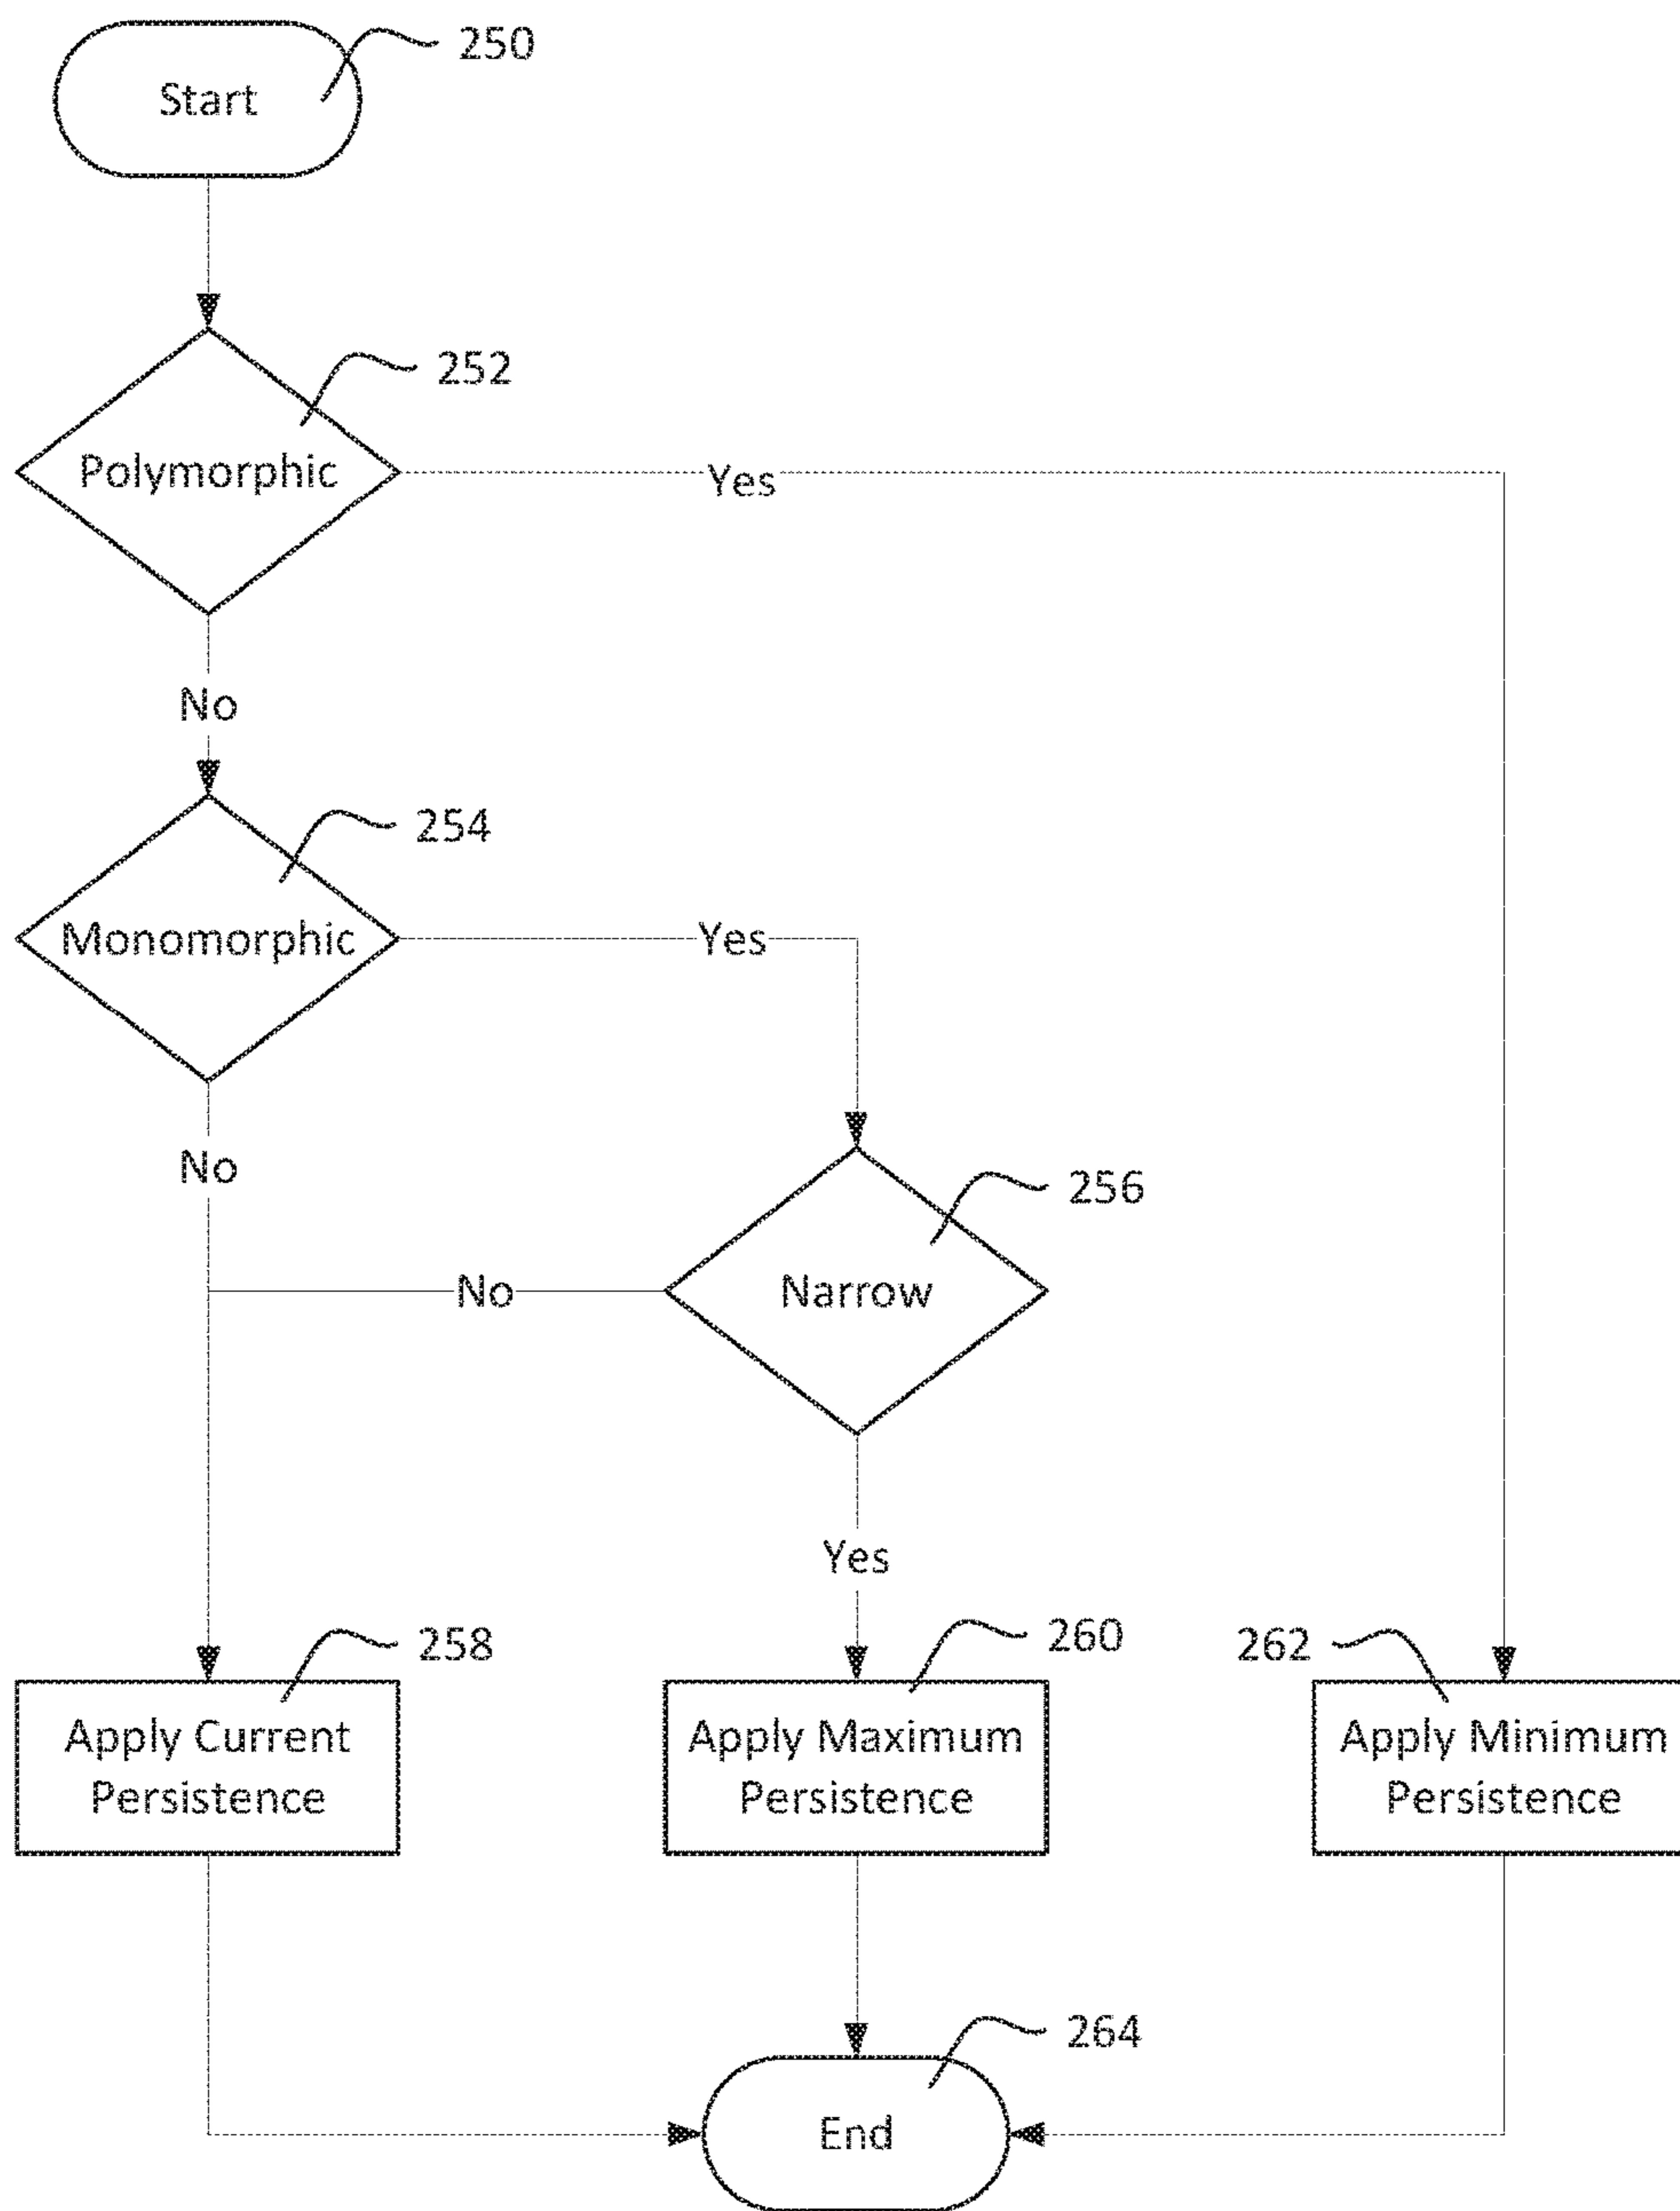 250
Start
252
Polymorphic
Yes
No
254
Monomorphic
Yes
No
256
Narrow
No
Yes
258
Apply Current
Persistence
260
Apply Maximum
Persistence
262
Apply Minimum
Persistence
264
End